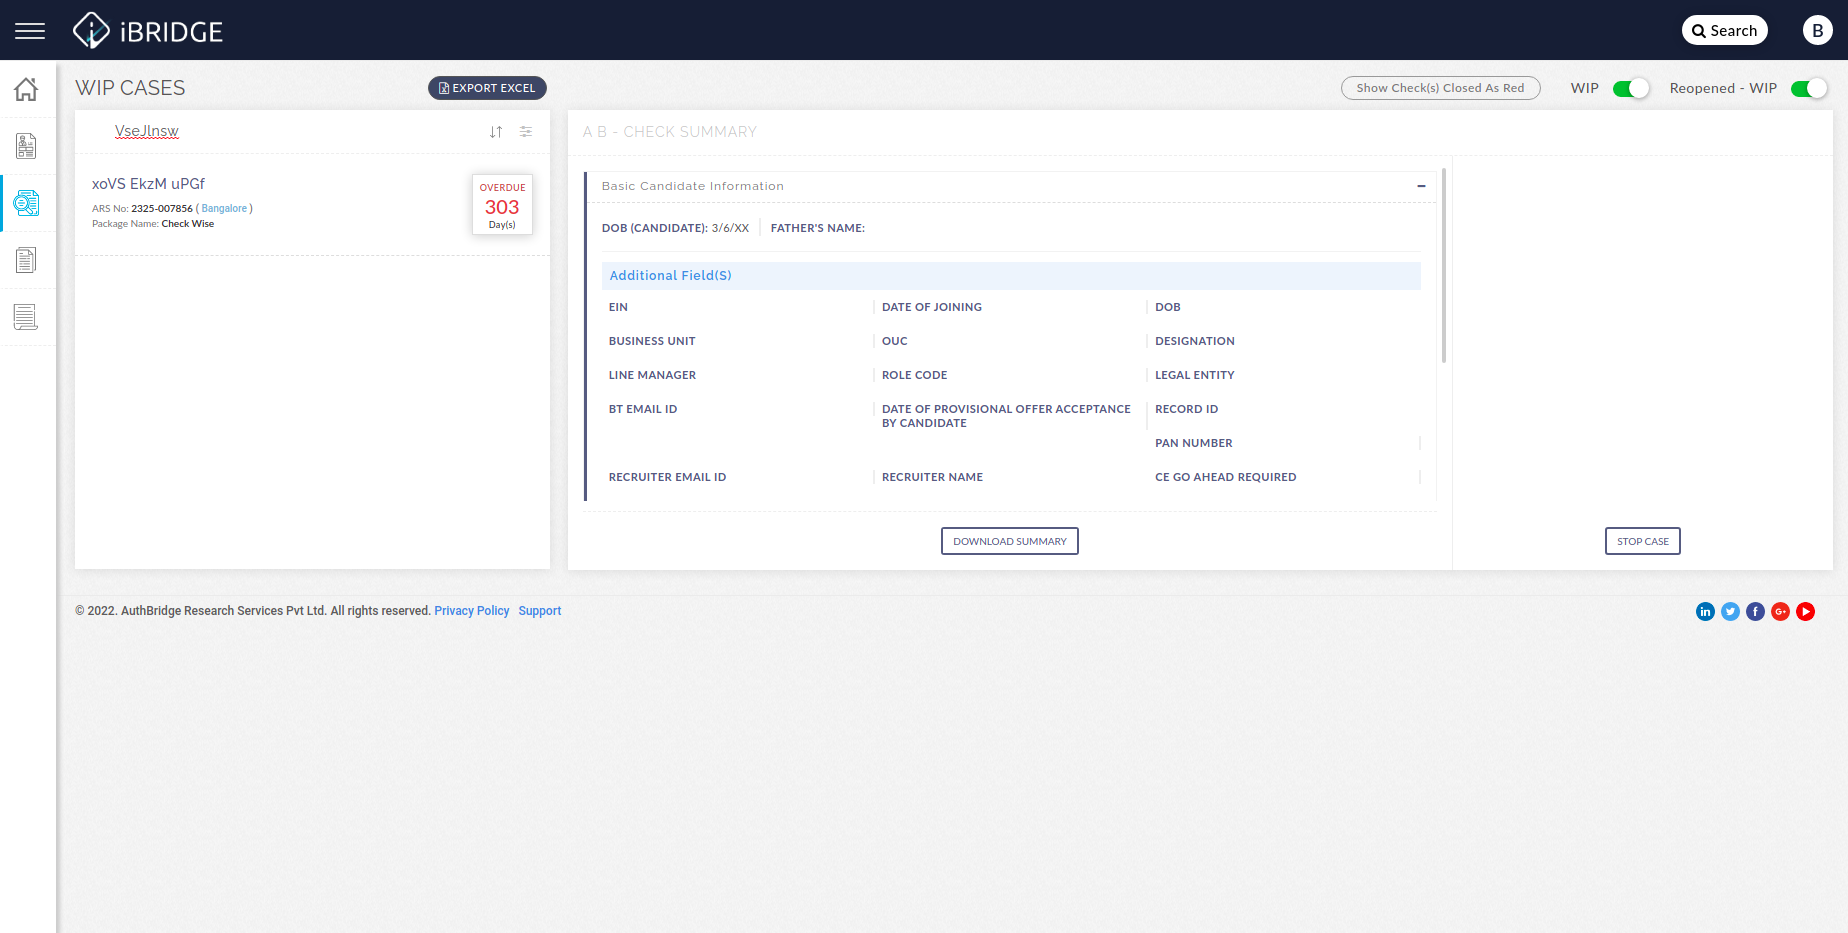 iBRIDGE
Search
B
WIP CASES
EXPORT EXCEL
Show Check(s) Closed As Red
WIP
Reopened - WIP
VseJlnsw
xoVS EkzM uPGf
ARS No: 2325-007856 ( Bangalore )
Package Name: Check Wise
OVERDUE
303
Day(s)
A B - CHECK SUMMARY
Basic Candidate Information
DOB (CANDIDATE): 3/6/XX
FATHER'S NAME:
Additional Field(S)
EIN
DATE OF JOINING
DOB
BUSINESS UNIT
OUC
DESIGNATION
LINE MANAGER
ROLE CODE
LEGAL ENTITY
BT EMAIL ID
DATE OF PROVISIONAL OFFER ACCEPTANCE
BY CANDIDATE
RECORD ID
PAN NUMBER
RECRUITER EMAIL ID
RECRUITER NAME
CE GO AHEAD REQUIRED
DOWNLOAD SUMMARY
STOP CASE
© 2022. AuthBridge Research Services Pvt Ltd. All rights reserved. Privacy Policy Support